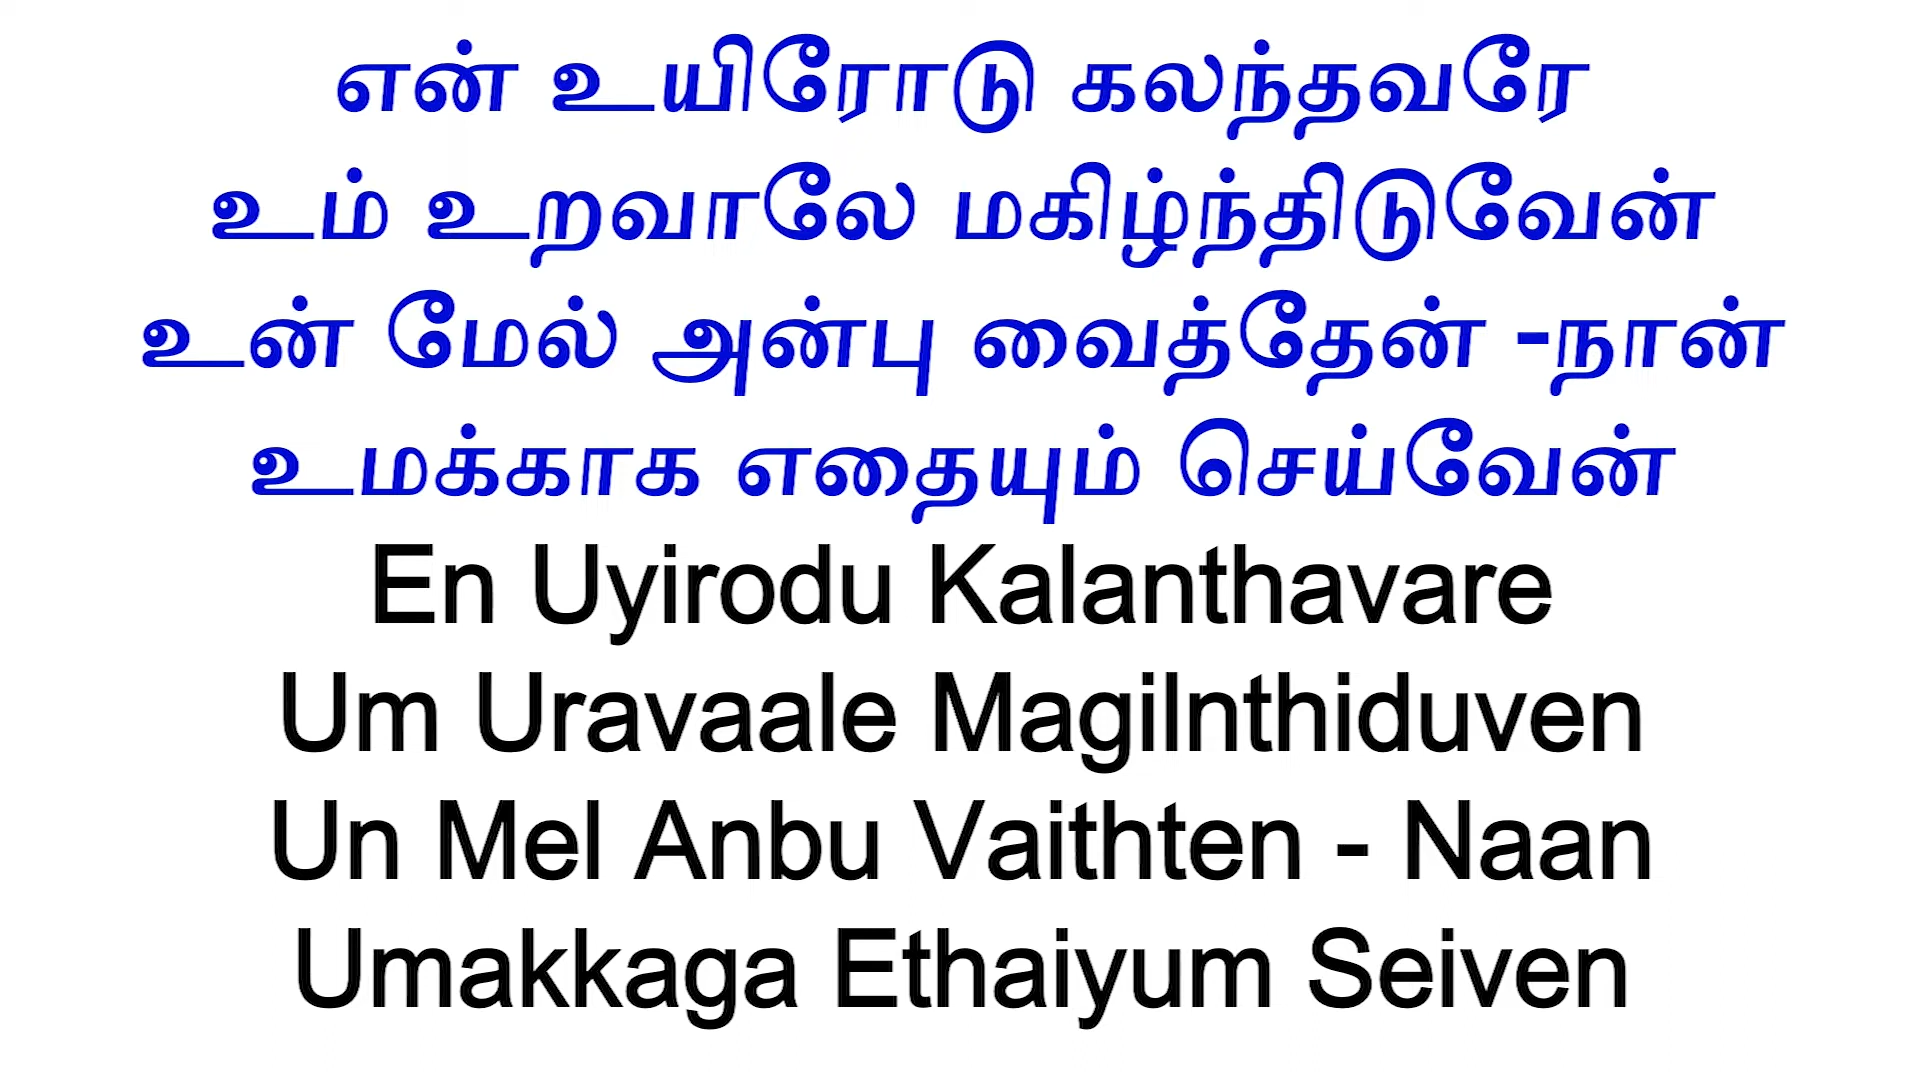 என் உயிரோடு கலந்தவரே
உம் உறவாலே மகிழ்ந்திடுவேன்
உன் மேல் அன்பு வைத்தேன் -நான்
உமக்காக எதையும் செய்வேன்
En Uyirodu Kalanthavare
Um Uravaale Magilnthiduven
Un Mel Anbu Vaithten - Naan
Umakkaga Ethaiyum Seiven